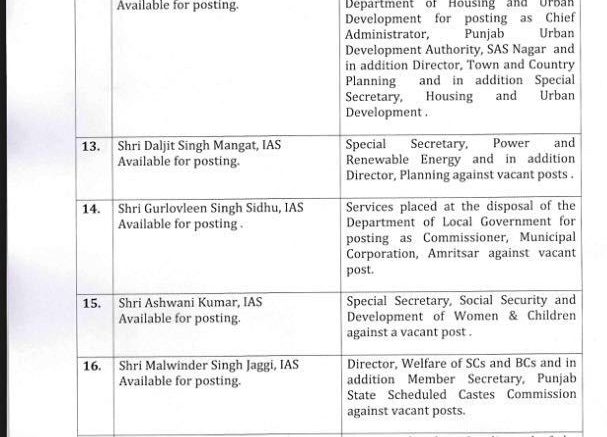 Available for posting.
Department of Housing and Urban
Development for posting as Chief
Administrator, Punjab Urban
Development Authority, SAS Nagar and
in addition Director, Town and Country
Planning and in addition Special
Secretary, Housing and Urban
Development .
13. Shri Daljit Singh Mangat, IAS
Available for posting.
Special Secretary, Power and
Renewable Energy and in addition
Director, Planning against vacant posts .
14. Shri Gurlovleen Singh Sidhu, IAS
Available for posting .
Services placed at the disposal of the
Department of Local Government for
posting as Commissioner, Municipal
Corporation, Amritsar against vacant
post.
15. Shri Ashwani Kumar, IAS
Available for posting.
Special Secretary, Social Security and
Development of Women & Children
against a vacant post .
16. Shri Malwinder Singh Jaggi, IAS
Available for posting.
Director, Welfare of SCs and BCs and in
addition Member Secretary, Punjab
State Scheduled Castes Commission
against vacant posts.